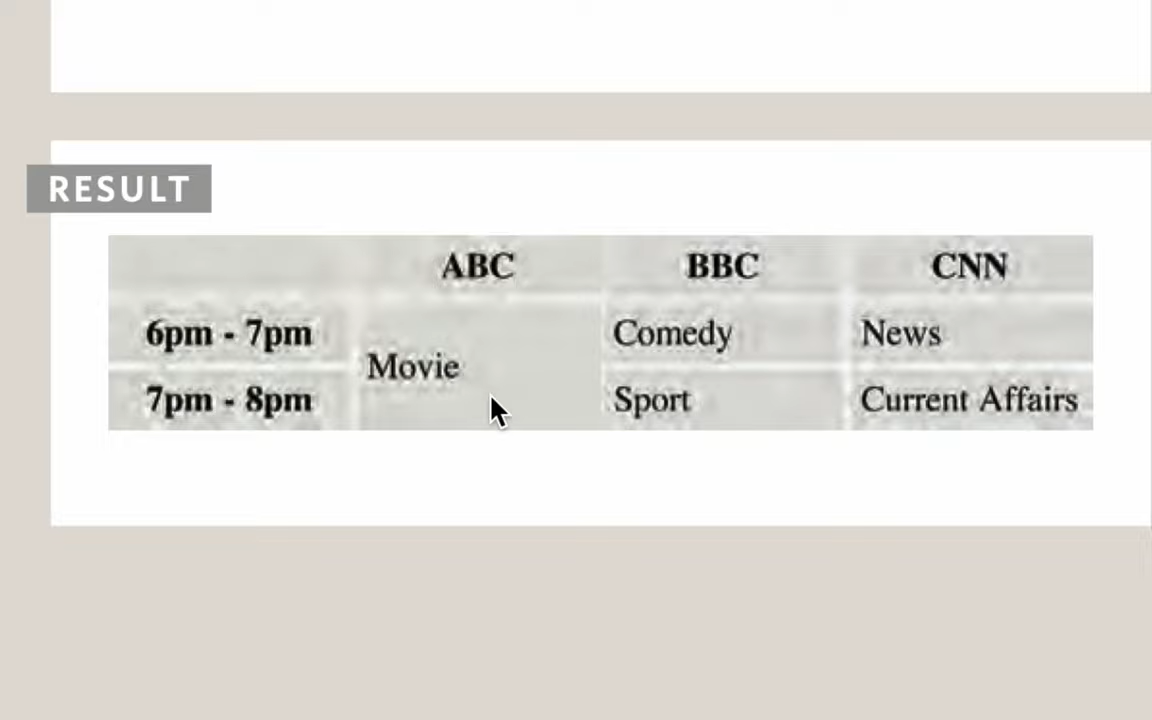 RESULT
ABC BBC CNN
6pm - 7pm Movie Comedy News
7pm - 8pm Sport Current Affairs